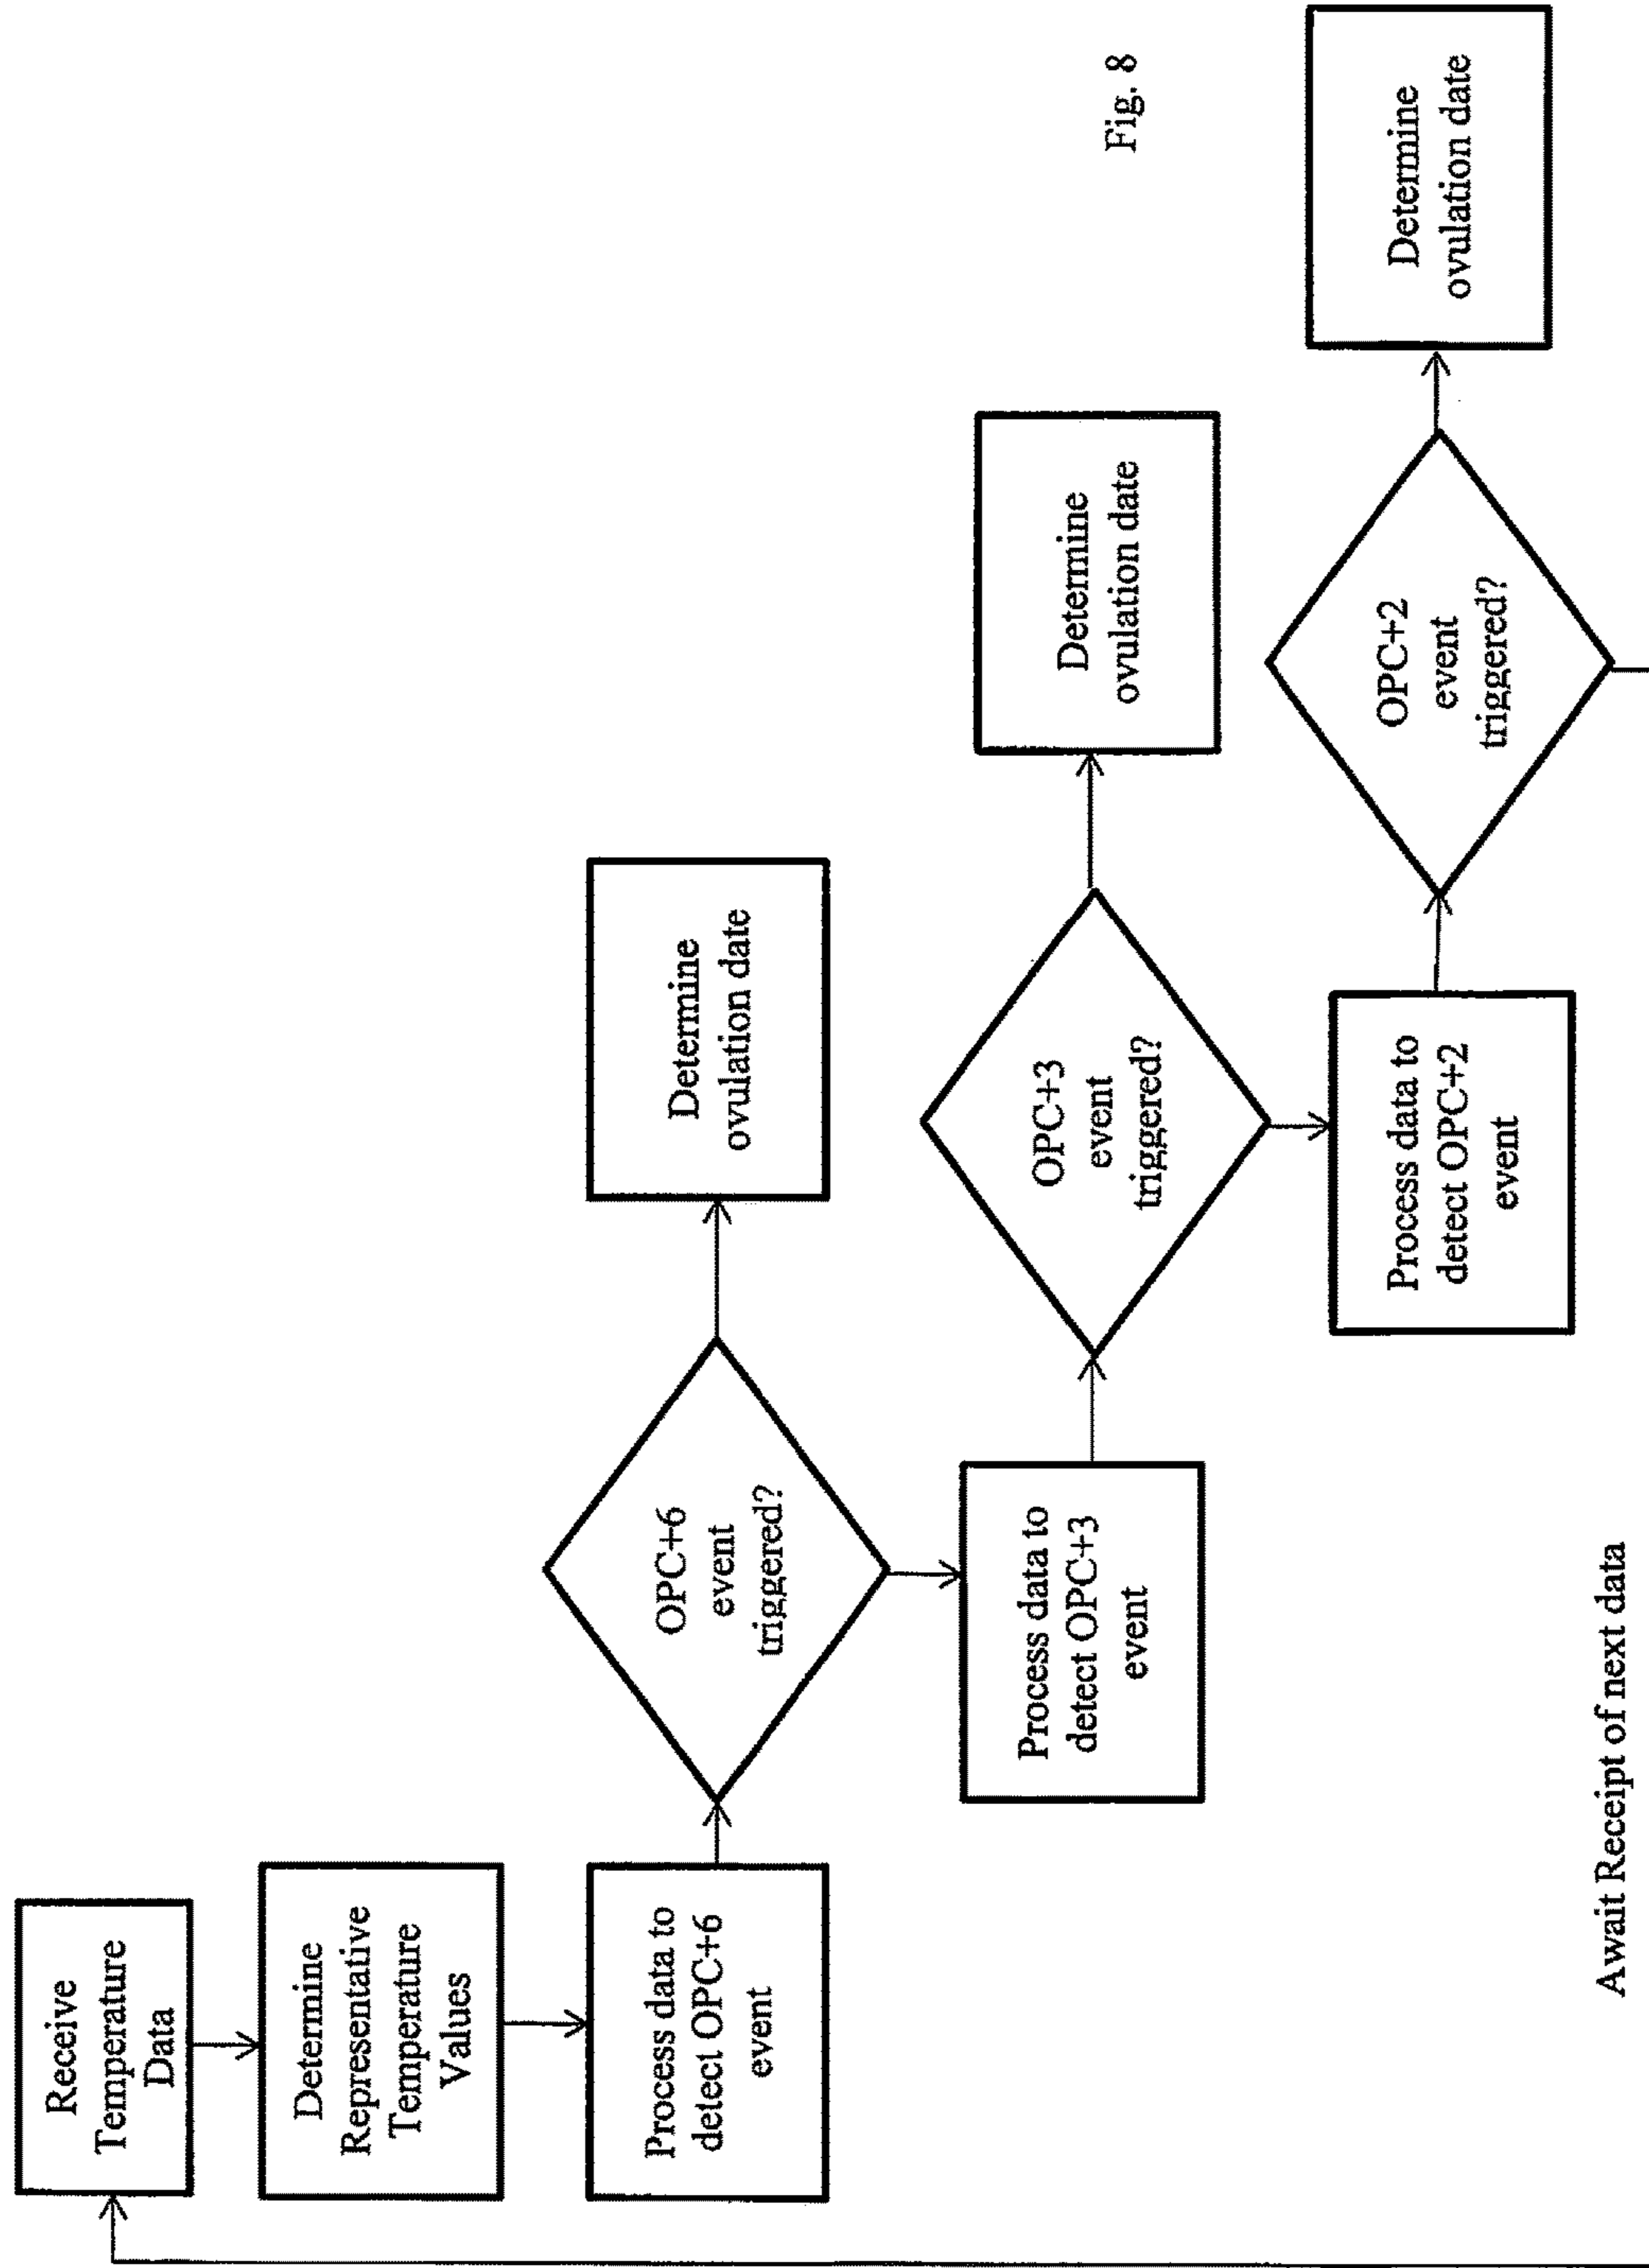 Receive
Temperature
Data
Determine
Representative
Temperature
Values
Process data to
detect OPC+6
event
OPC+6
event
triggered?
Determine
ovulation date
Process data to
detect OPC+3
event
OPC+3
event
triggered?
Determine
ovulation date
Fig. 8
Process data to
detect OPC+2
event
OPC+2
event
triggered?
Determine
ovulation date
Await Receipt of next data